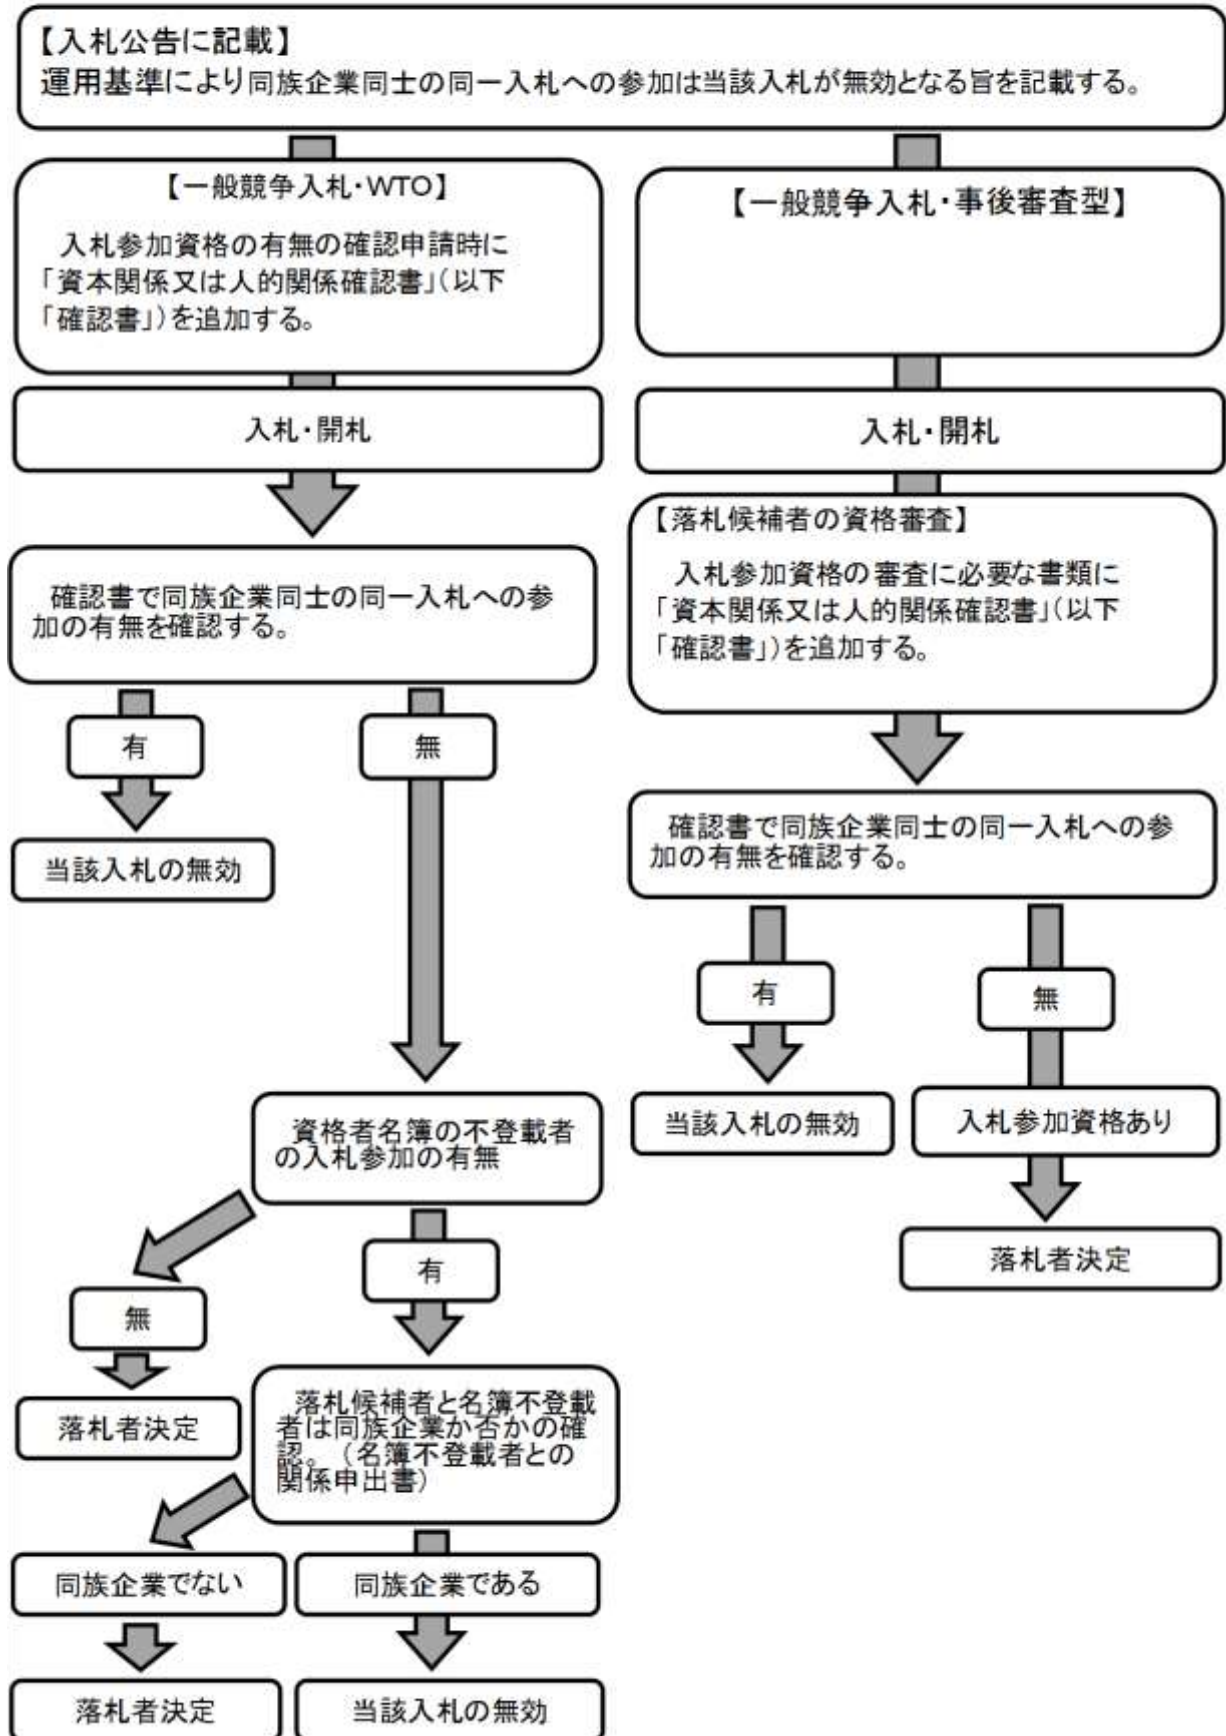 【入札公告に記載】
運用基準により同族企業同士の同一入札への参加は当該入札が無効となる旨を記載する。
【一般競争入札・WTO】
入札参加資格の有無の確認申請時に
「資本関係又は人的関係確認書」(以下
「確認書」)を追加する。
入札・開札
確認書で同族企業同士の同一入札への参
加の有無を確認する。
有
無
当該入札の無効
資格者名簿の不登載者
の入札参加の有無
無
有
落札者決定
落札候補者と名簿不登載
者は同族企業か否かの確
認。(名簿不登載者との
関係申出書)
同族企業でない
同族企業である
落札者決定
当該入札の無効
【一般競争入札・事後審査型】
入札・開札
【落札候補者の資格審査】
入札参加資格の審査に必要な書類に
「資本関係又は人的関係確認書」(以下
「確認書」)を追加する。
確認書で同族企業同士の同一入札への参
加の有無を確認する。
有
無
当該入札の無効
入札参加資格あり
落札者決定